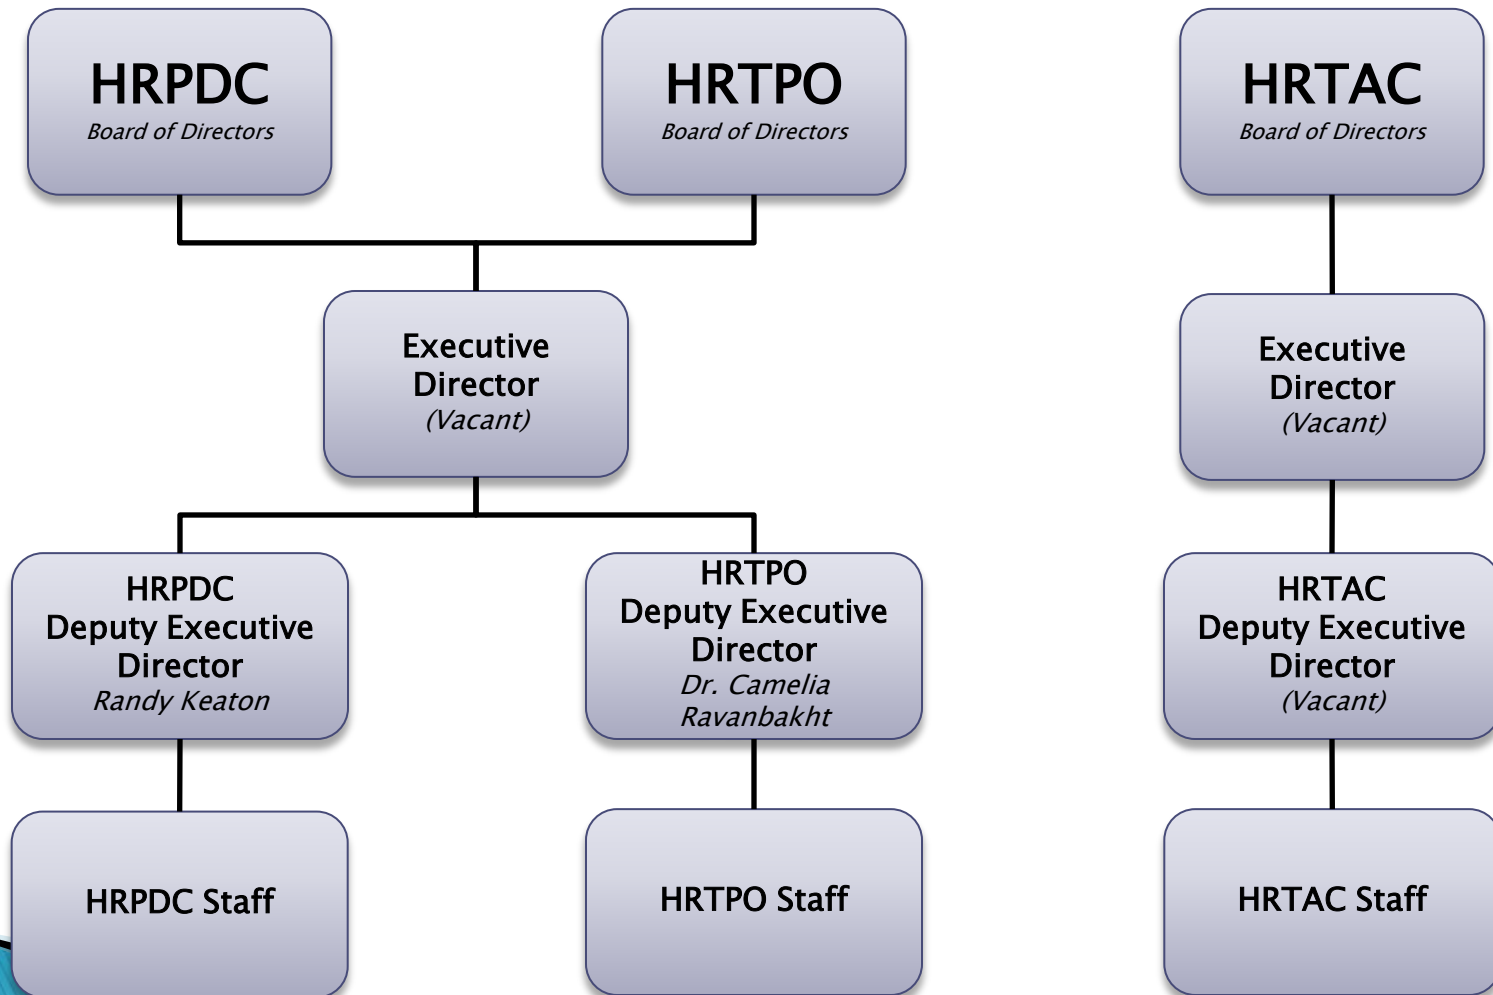 HRPDC
Board of Directors
HRTPO
Board of Directors
HRTAC
Board of Directors
Executive
Director
(Vacant)
Executive
Director
(Vacant)
HRPDC
Deputy Executive
Director
Randy Keaton
HRTPO
Deputy Executive
Director
Dr. Camelia
Ravanbakht
HRTAC
Deputy Executive
Director
(Vacant)
HRPDC Staff
HRTPO Staff
HRTAC Staff